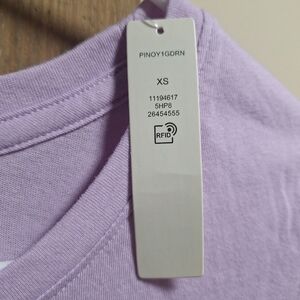 PINOY1GDRN
XS
11194617
5HP8
26454555
RFID